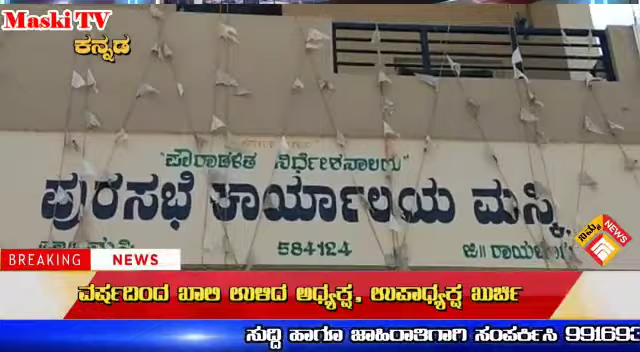 Maski TV
ಕನ್ನಡ
"ಪೌರಾಡಳಿತ ನಿರ್ದೇಶನಾಲಯ"
ಪುರಸಭೆ ಕಾರ್ಯಾಲಯ ಮಸ್ಕಿ.
584124 ಜಿ॥ ರಾಯಚೂರು
NEWS
BREAKING NEWS
ವರ್ಷದಿಂದ ಖಾಲಿ ಉಳಿದ ಅಧ್ಯಕ್ಷ, ಉಪಾಧ್ಯಕ್ಷ ಖುರ್ಚಿ
ಸುದ್ದಿ ಹಾಗೂ ಜಾಹಿರಾತಿಗಾಗಿ ಸಂಪರ್ಕಿಸಿ 991693